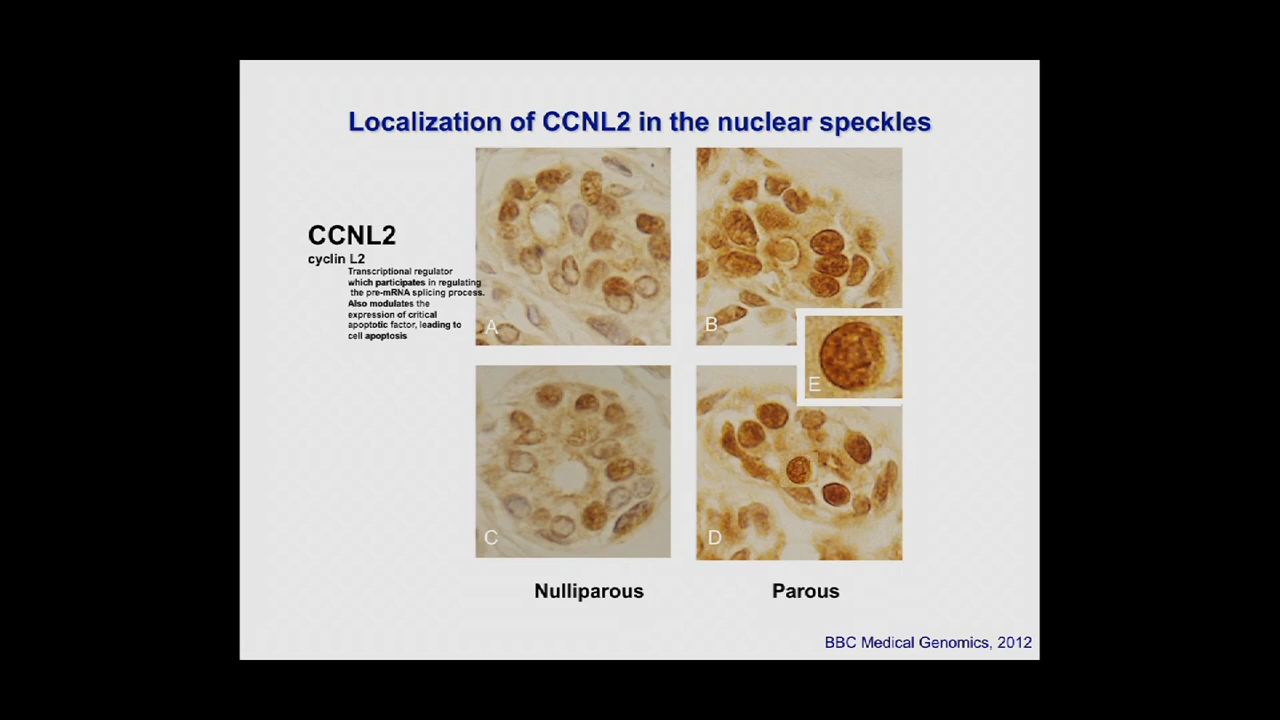 Localization of CCNL2 in the nuclear speckles
CCNL2
cyclin L2
Transcriptional regulator
which participates in regulating
the pre-mRNA splicing process.
Also modulates the
expression of critical
apoptotic factor, leading to
cell apoptosis
A
B
E
C
D
Nulliparous
Parous
BBC Medical Genomics, 2012